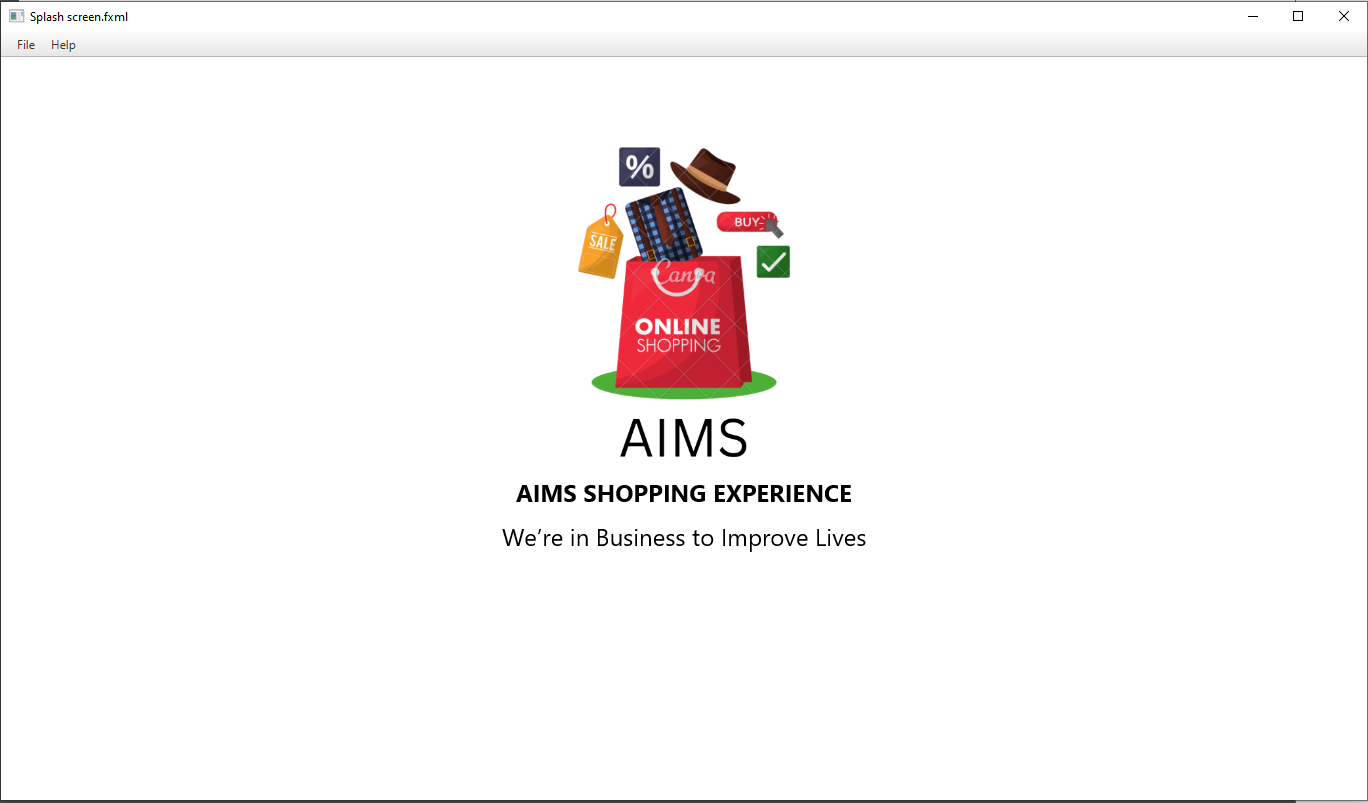 Splash screen.fxml
File Help
%
BUY
SALE
Canva
ONLINE
SHOPPING
AIMS
AIMS SHOPPING EXPERIENCE
We’re in Business to Improve Lives